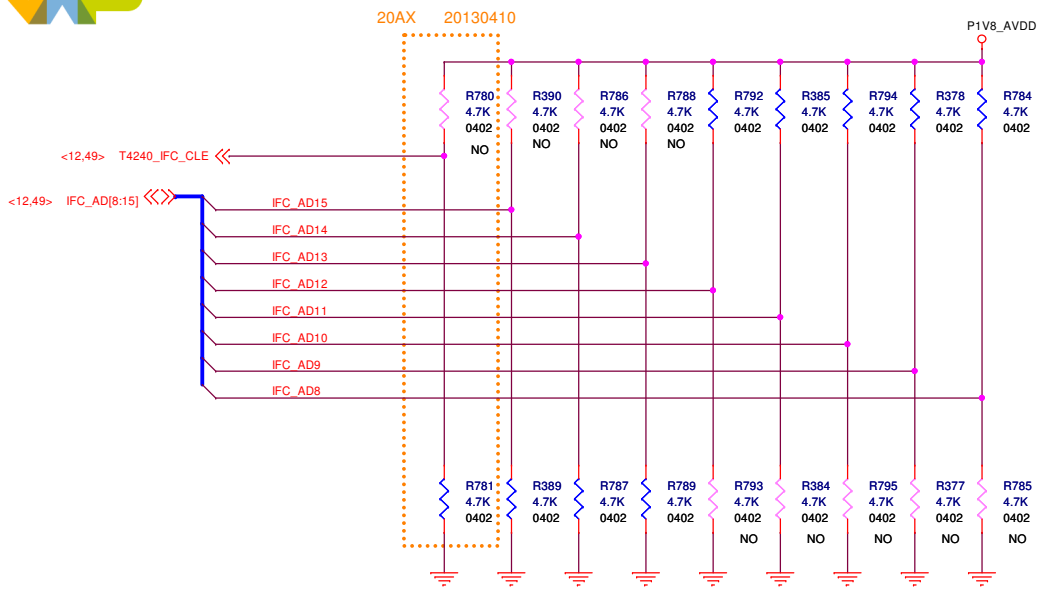 20AX 20130410
P1V8_AVDD
R780 R390 R786 R788 R792 R385 R794 R378 R784
4.7K 4.7K 4.7K 4.7K 4.7K 4.7K 4.7K 4.7K 4.7K
0402 0402 0402 0402 0402 0402 0402 0402 0402
NO NO NO NO
<12,49> T4240_IFC_CLE
<12,49> IFC_AD[8:15]
IFC_AD15
IFC_AD14
IFC_AD13
IFC_AD12
IFC_AD11
IFC_AD10
IFC_AD9
IFC_AD8
R781 R389 R787 R789 R793 R384 R795 R377 R785
4.7K 4.7K 4.7K 4.7K 4.7K 4.7K 4.7K 4.7K 4.7K
0402 0402 0402 0402 0402 0402 0402 0402 0402
NO NO NO NO NO